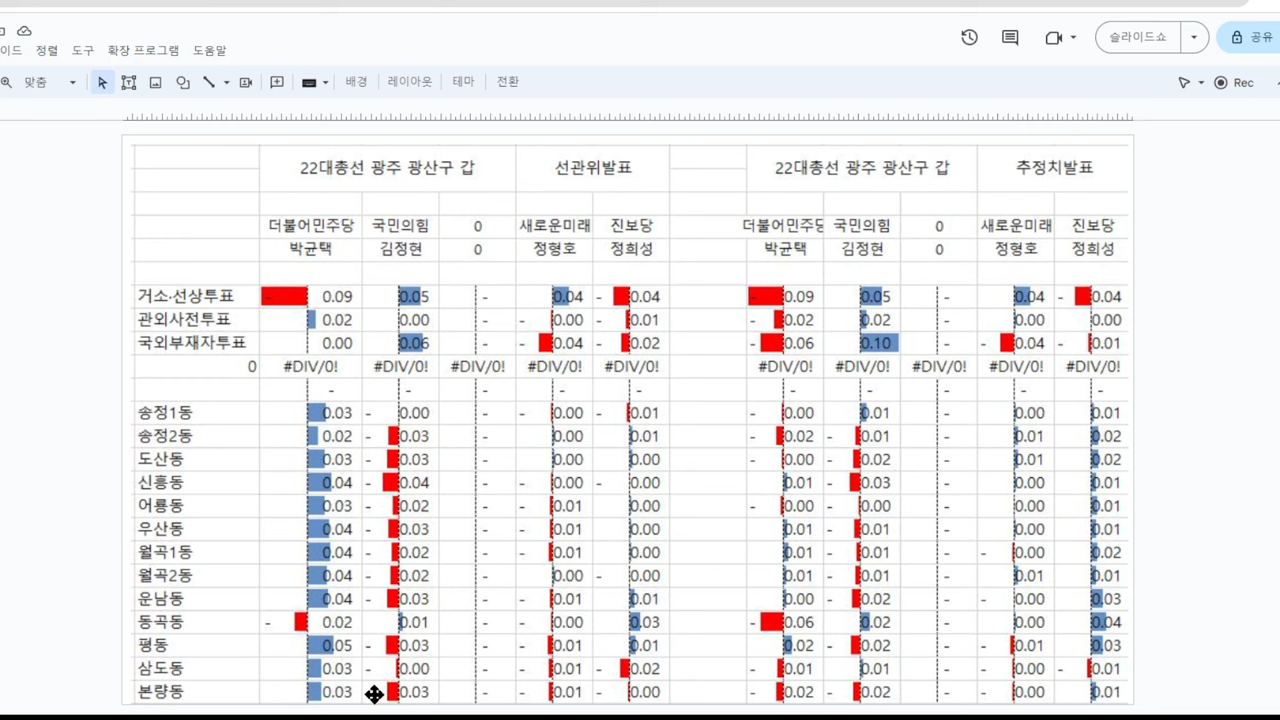 이드 정렬 도구 확장 프로그램 도움말
슬라이드쇼 공유
맞춤 배경 레이아웃 테마 전환 Rec
22대총선 광주 광산구 갑 선관위발표 22대총선 광주 광산구 갑 추정치발표
더불어민주당 국민의힘 0 새로운미래 진보당 더불어민주당 국민의힘 0 새로운미래 진보당
박균택 김정현 0 정형호 정희성 박균택 김정현 0 정형호 정희성
거소·선상투표 - 0.09 0.05 - 0.04 - 0.04 - 0.09 0.05 - 0.04 - 0.04
관외사전투표 0.02 0.00 - - 0.00 - 0.01 - 0.02 0.02 - 0.00 0.00
국외부재자투표 0.00 0.06 - - 0.04 - 0.02 - 0.06 0.10 - - 0.04 - 0.01
0 #DIV/0! #DIV/0! #DIV/0! #DIV/0! #DIV/0! #DIV/0! #DIV/0! #DIV/0! #DIV/0! #DIV/0!
- - - - - - - - - -
송정1동 0.03 - 0.00 - - 0.00 - 0.01 - 0.00 0.01 - 0.00 0.01
송정2동 0.02 - 0.03 - 0.00 0.01 - 0.02 - 0.01 - 0.01 0.02
도산동 0.03 - 0.03 - 0.00 0.00 - 0.00 - 0.02 - 0.01 0.02
신흥동 0.04 - 0.04 - - 0.00 - 0.00 0.01 - 0.03 - 0.00 0.01
어룡동 0.03 - 0.02 - - 0.01 0.00 - 0.00 - 0.00 - 0.00 0.01
우산동 0.04 - 0.03 - - 0.01 0.00 0.01 - 0.01 - 0.00 0.01
월곡1동 0.04 - 0.02 - - 0.01 0.00 0.01 - 0.01 - - 0.00 0.02
월곡2동 0.04 - 0.02 - 0.00 - 0.00 0.01 - 0.01 - 0.01 0.01
운남동 0.04 - 0.03 - - 0.01 0.01 0.00 - 0.02 - 0.00 0.03
동곡동 - 0.02 0.01 - - 0.00 0.03 - 0.06 0.02 - - 0.00 0.04
평동 0.05 - 0.03 - - 0.01 0.01 0.02 - 0.02 - - 0.01 0.03
삼도동 0.03 - 0.00 - - 0.01 - 0.02 - 0.01 0.01 - - 0.00 - 0.01
본량동 0.03 0.03 - - 0.01 - 0.00 - 0.02 - 0.02 - - 0.00 0.01